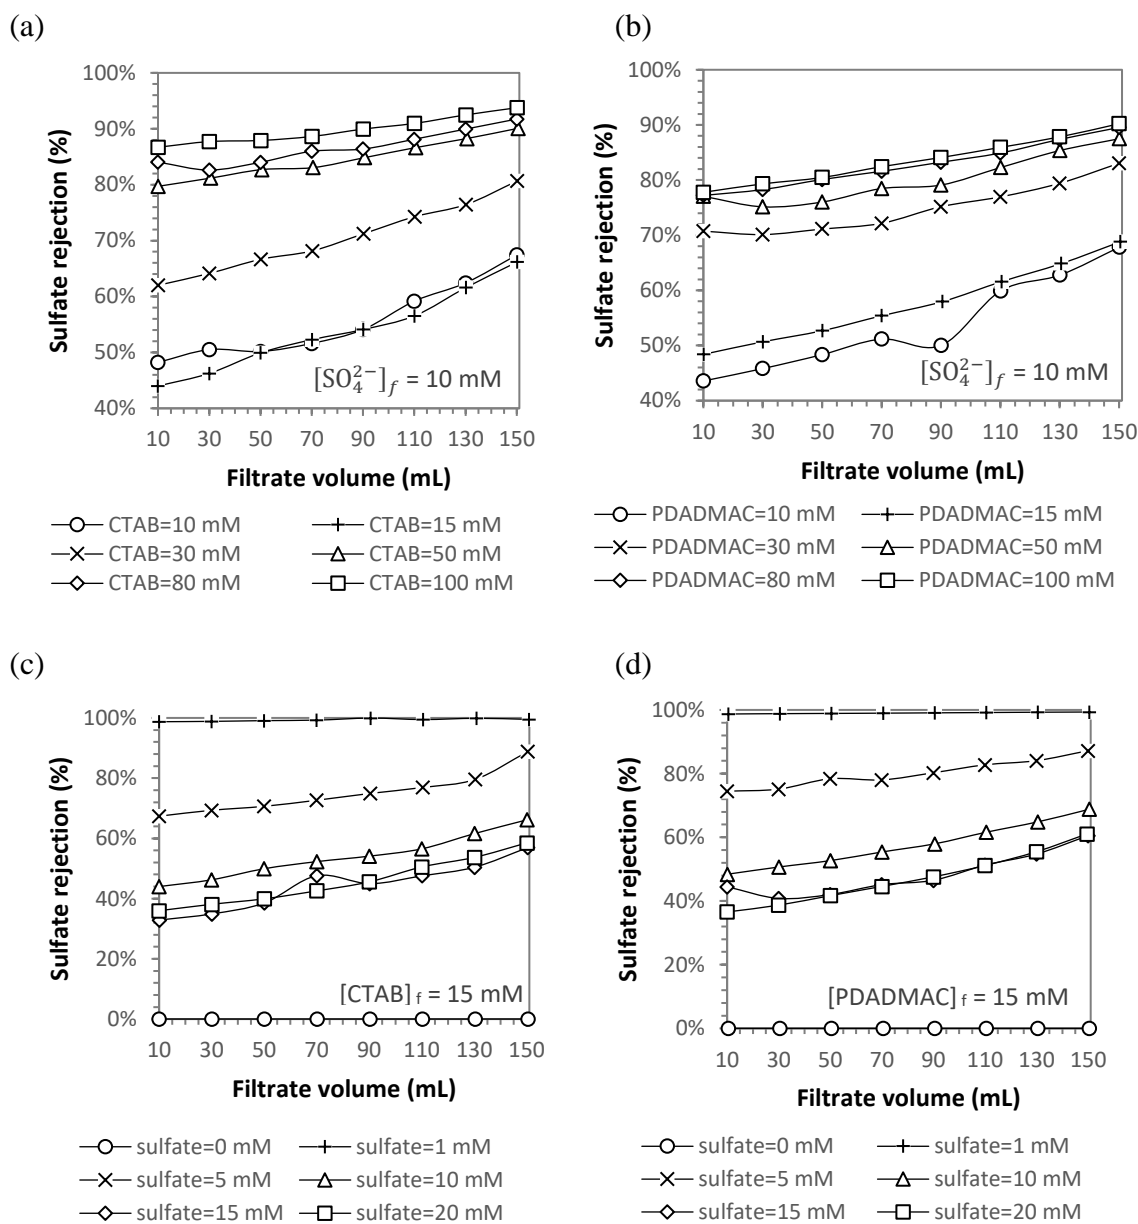 (a)
Sulfate rejection (%)
100%
90%
80%
70%
60%
50%
40%
[SO₄²⁻]f = 10 mM
10 30 50 70 90 110 130 150
Filtrate volume (mL)
CTAB=10 mM CTAB=15 mM
CTAB=30 mM CTAB=50 mM
CTAB=80 mM CTAB=100 mM
(b)
Sulfate rejection (%)
100%
90%
80%
70%
60%
50%
40%
[SO₄²⁻]f = 10 mM
10 30 50 70 90 110 130 150
Filtrate volume (mL)
PDADMAC=10 mM PDADMAC=15 mM
PDADMAC=30 mM PDADMAC=50 mM
PDADMAC=80 mM PDADMAC=100 mM
(c)
Sulfate rejection (%)
100%
80%
60%
40%
20%
0%
[CTAB] f = 15 mM
10 30 50 70 90 110 130 150
Filtrate volume (mL)
sulfate=0 mM sulfate=1 mM
sulfate=5 mM sulfate=10 mM
sulfate=15 mM sulfate=20 mM
(d)
Sulfate rejection (%)
100%
80%
60%
40%
20%
0%
[PDADMAC] f = 15 mM
10 30 50 70 90 110 130 150
Filtrate volume (mL)
sulfate=0 mM sulfate=1 mM
sulfate=5 mM sulfate=10 mM
sulfate=15 mM sulfate=20 mM